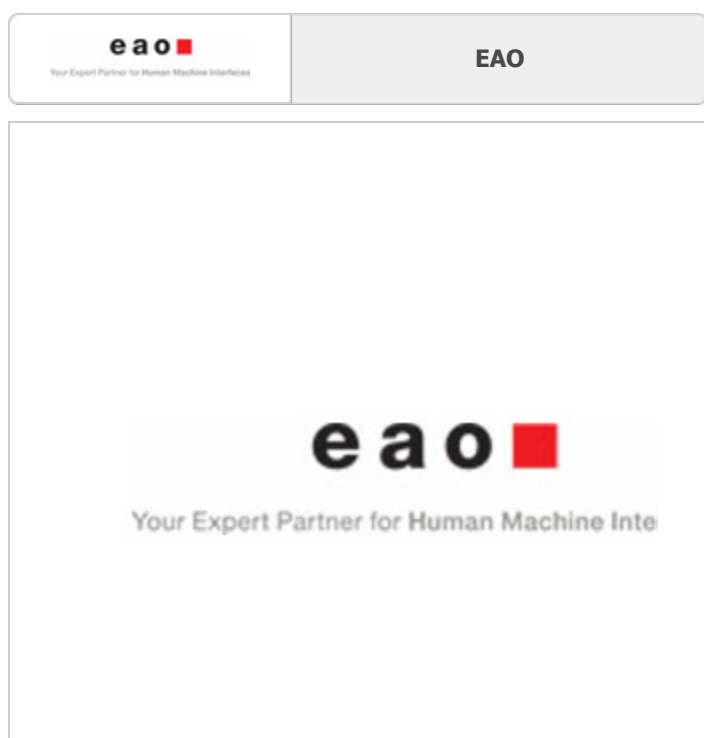 eao
Your Expert Partner for Human Machine Interfaces
EAO
eao
Your Expert Partner for Human Machine Inte